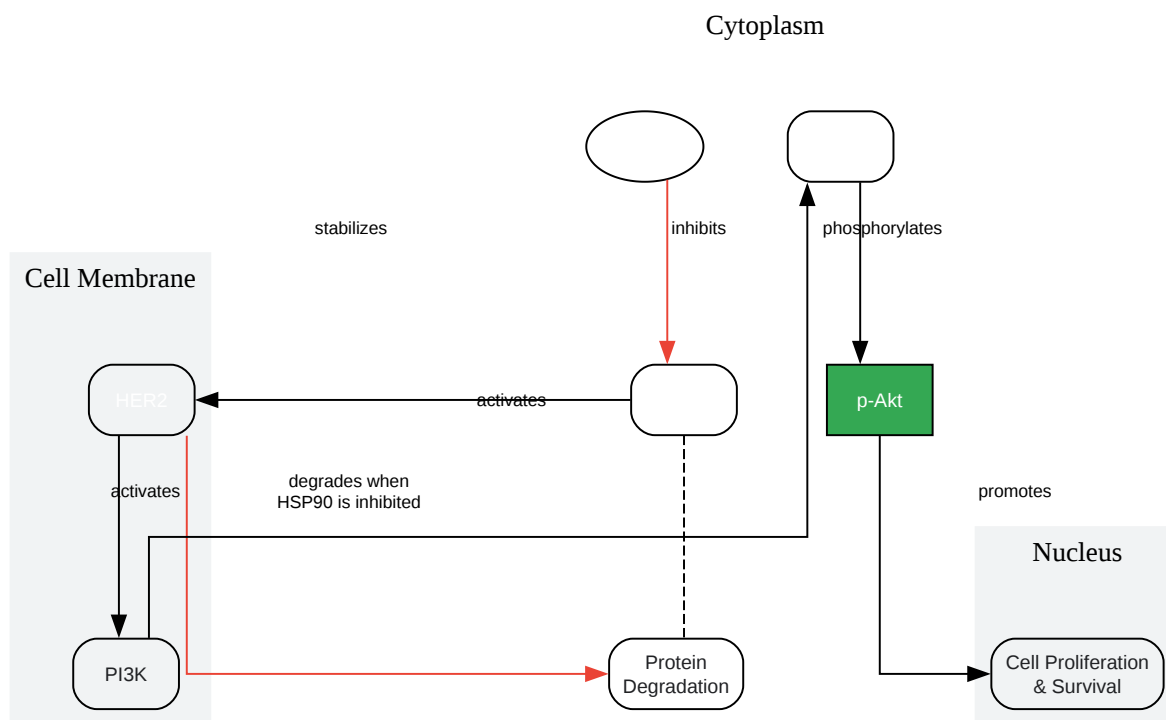 Cytoplasm
stabilizes
inhibits
phosphorylates
Cell Membrane
HER2
activates
p-Akt
activates
degrades when
HSP90 is inhibited
promotes
Nucleus
PI3K
Protein
Degradation
Cell Proliferation
& Survival